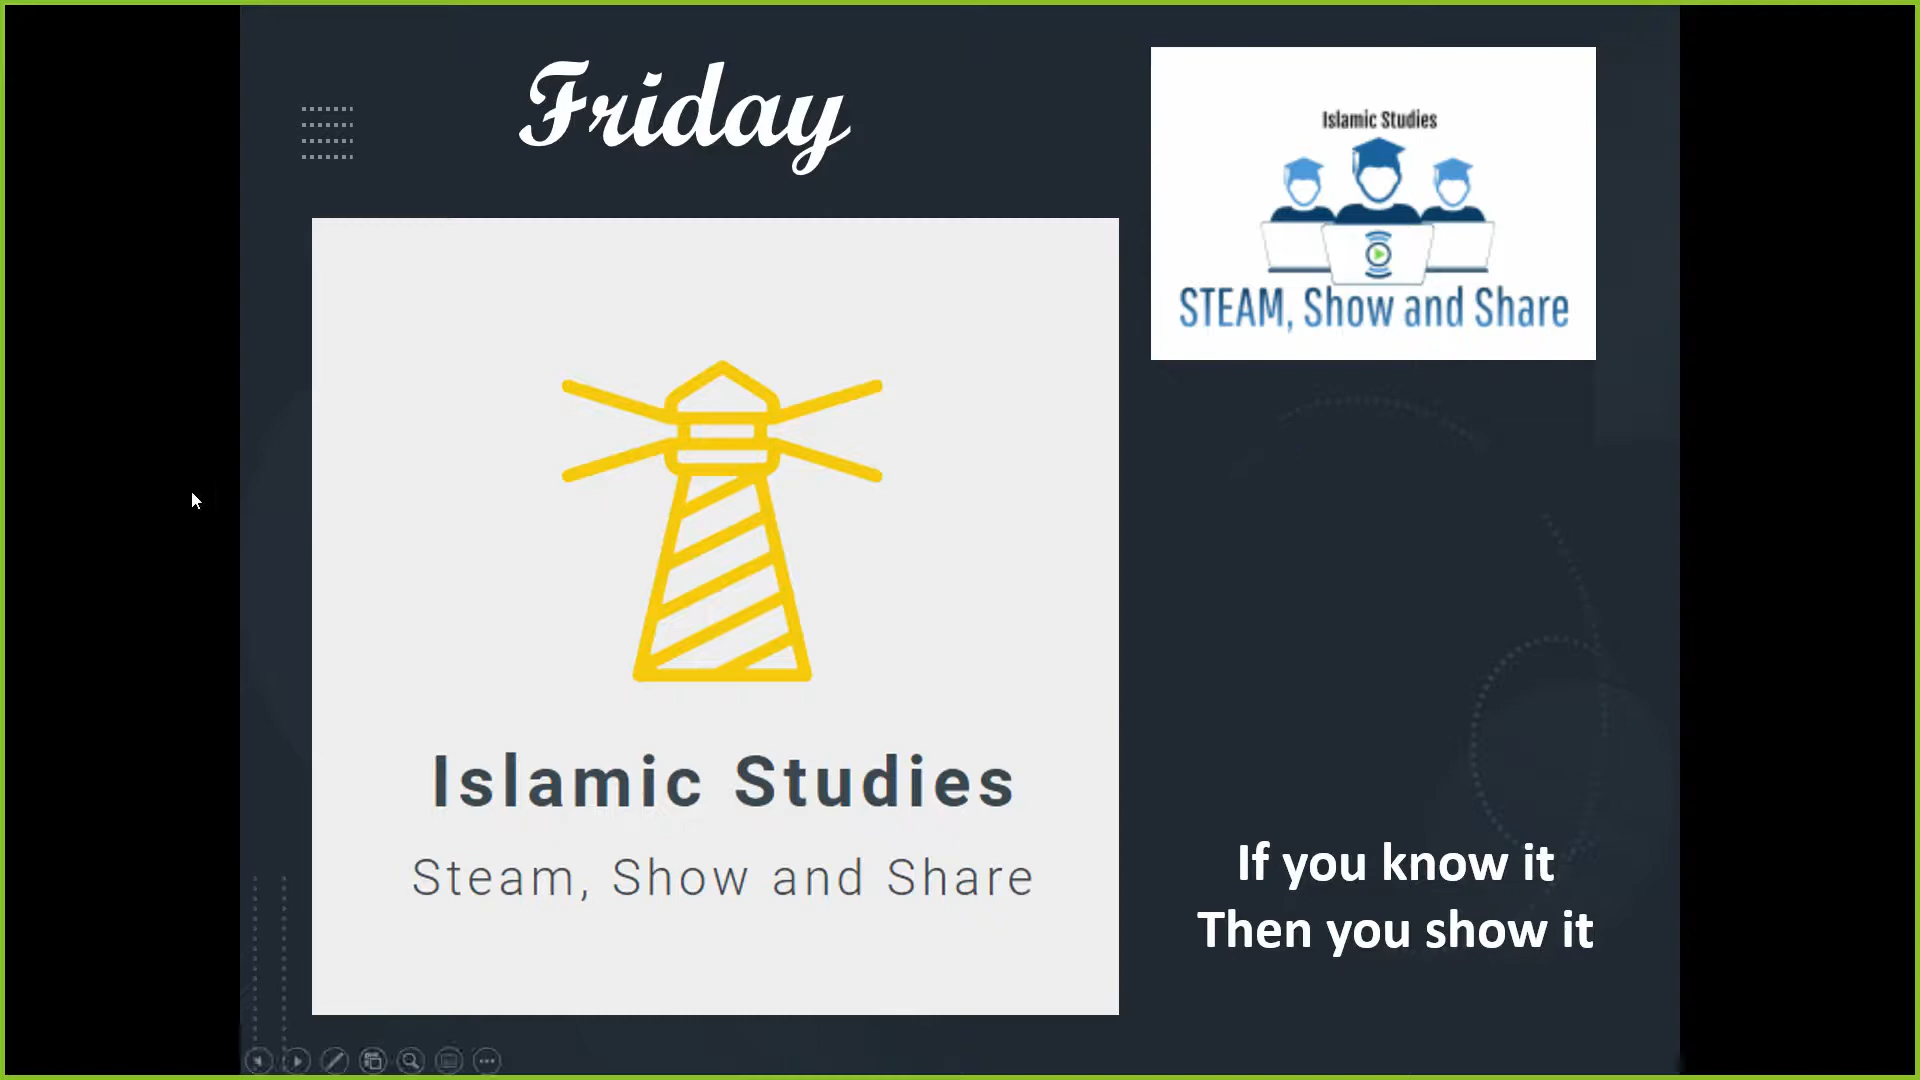 Friday
Islamic Studies
STEAM, Show and Share
Islamic Studies
Steam, Show and Share
If you know it
Then you show it